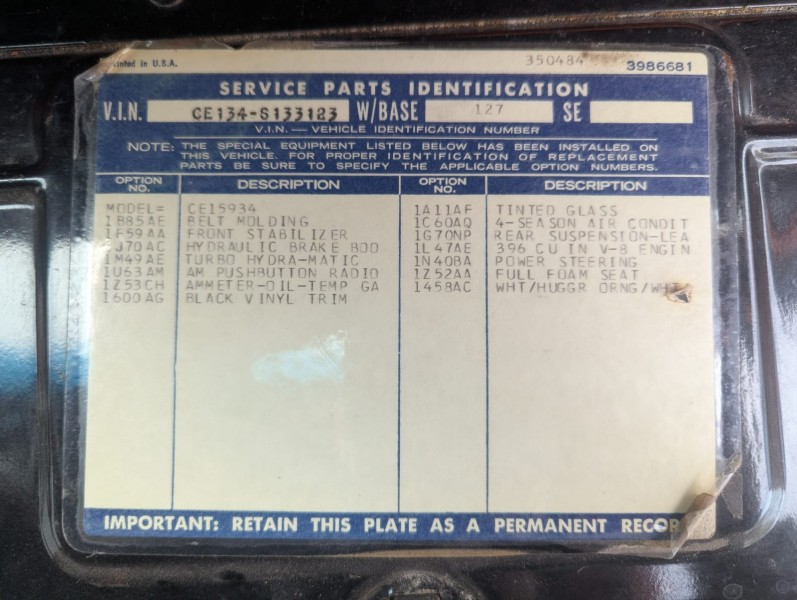 Printed in U.S.A.
350484
3986681
SERVICE PARTS IDENTIFICATION
V.I.N. CE134-S133123 W/BASE 127 SE
V.I.N. — VEHICLE IDENTIFICATION NUMBER
NOTE: THE SPECIAL EQUIPMENT LISTED BELOW HAS BEEN INSTALLED ON
THIS VEHICLE. FOR PROPER IDENTIFICATION OF REPLACEMENT
PARTS BE SURE TO SPECIFY THE APPLICABLE OPTION NUMBERS.
OPTION NO. DESCRIPTION OPTION NO. DESCRIPTION
MODEL= CE15934 1A11AF TINTED GLASS
1B85AE BELT MOLDING 1C60AQ 4-SEASON AIR CONDIT
1F59AA FRONT STABILIZER 1G70NP REAR SUSPENSION-LEA
1J70AC HYDRAULIC BRAKE BOO 1L47AE 396 CU IN V-8 ENGIN
1M49AE TURBO HYDRA-MATIC 1N40BA POWER STEERING
1U63AM AM PUSHBUTTON RADIO 1Z52AA FULL FOAM SEAT
1Z53CH AMMETER-OIL-TEMP GA 1458AC WHT/HUGGR ORNG/WHT
1600AG BLACK VINYL TRIM
IMPORTANT: RETAIN THIS PLATE AS A PERMANENT RECOR